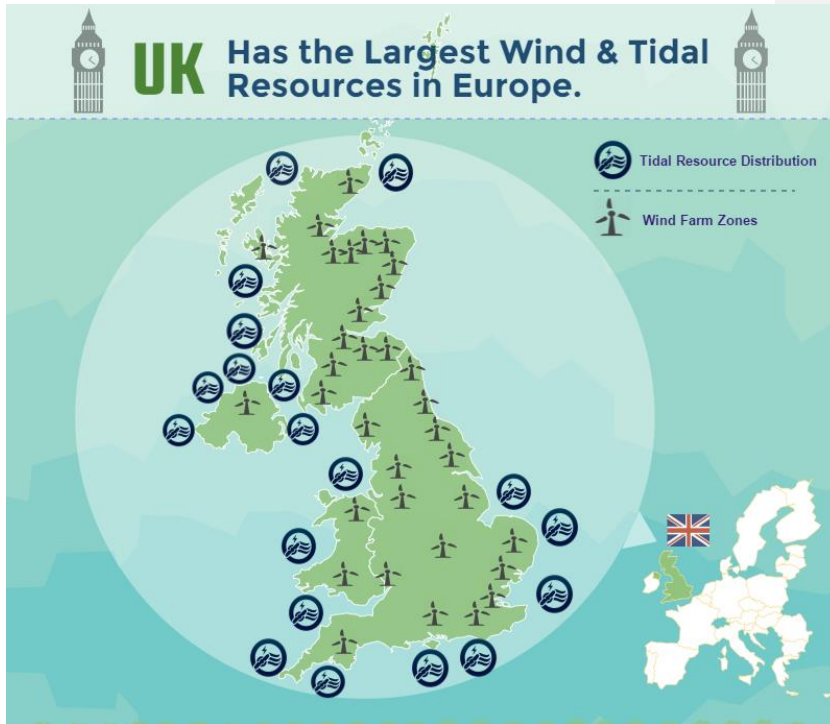 UK Has the Largest Wind & Tidal
Resources in Europe.
Tidal Resource Distribution
Wind Farm Zones